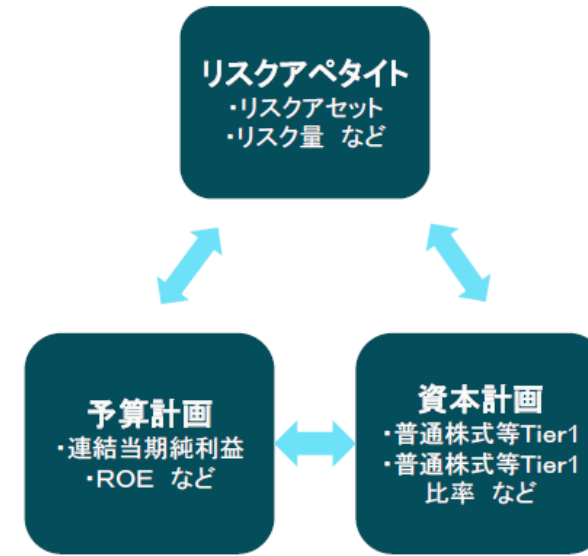 リスクアペタイト
・リスクアセット
・リスク量 など
予算計画
・連結当期純利益
・ROE など
資本計画
・普通株式等Tier1
・普通株式等Tier1
比率 など